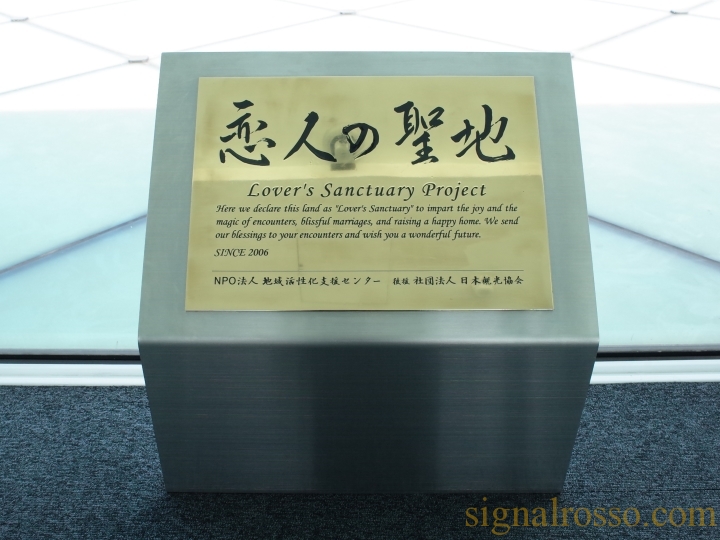 恋人の聖地
Lover's Sanctuary Project
Here we declare this land as "Lover's Sanctuary" to impart the joy and the
magic of encounters, blissful marriages, and raising a happy home. We send
our blessings to your encounters and wish you a wonderful future.
SINCE 2006
NPO法人 地域活性化支援センター 後援 社団法人 日本観光協会
signalrosso.com